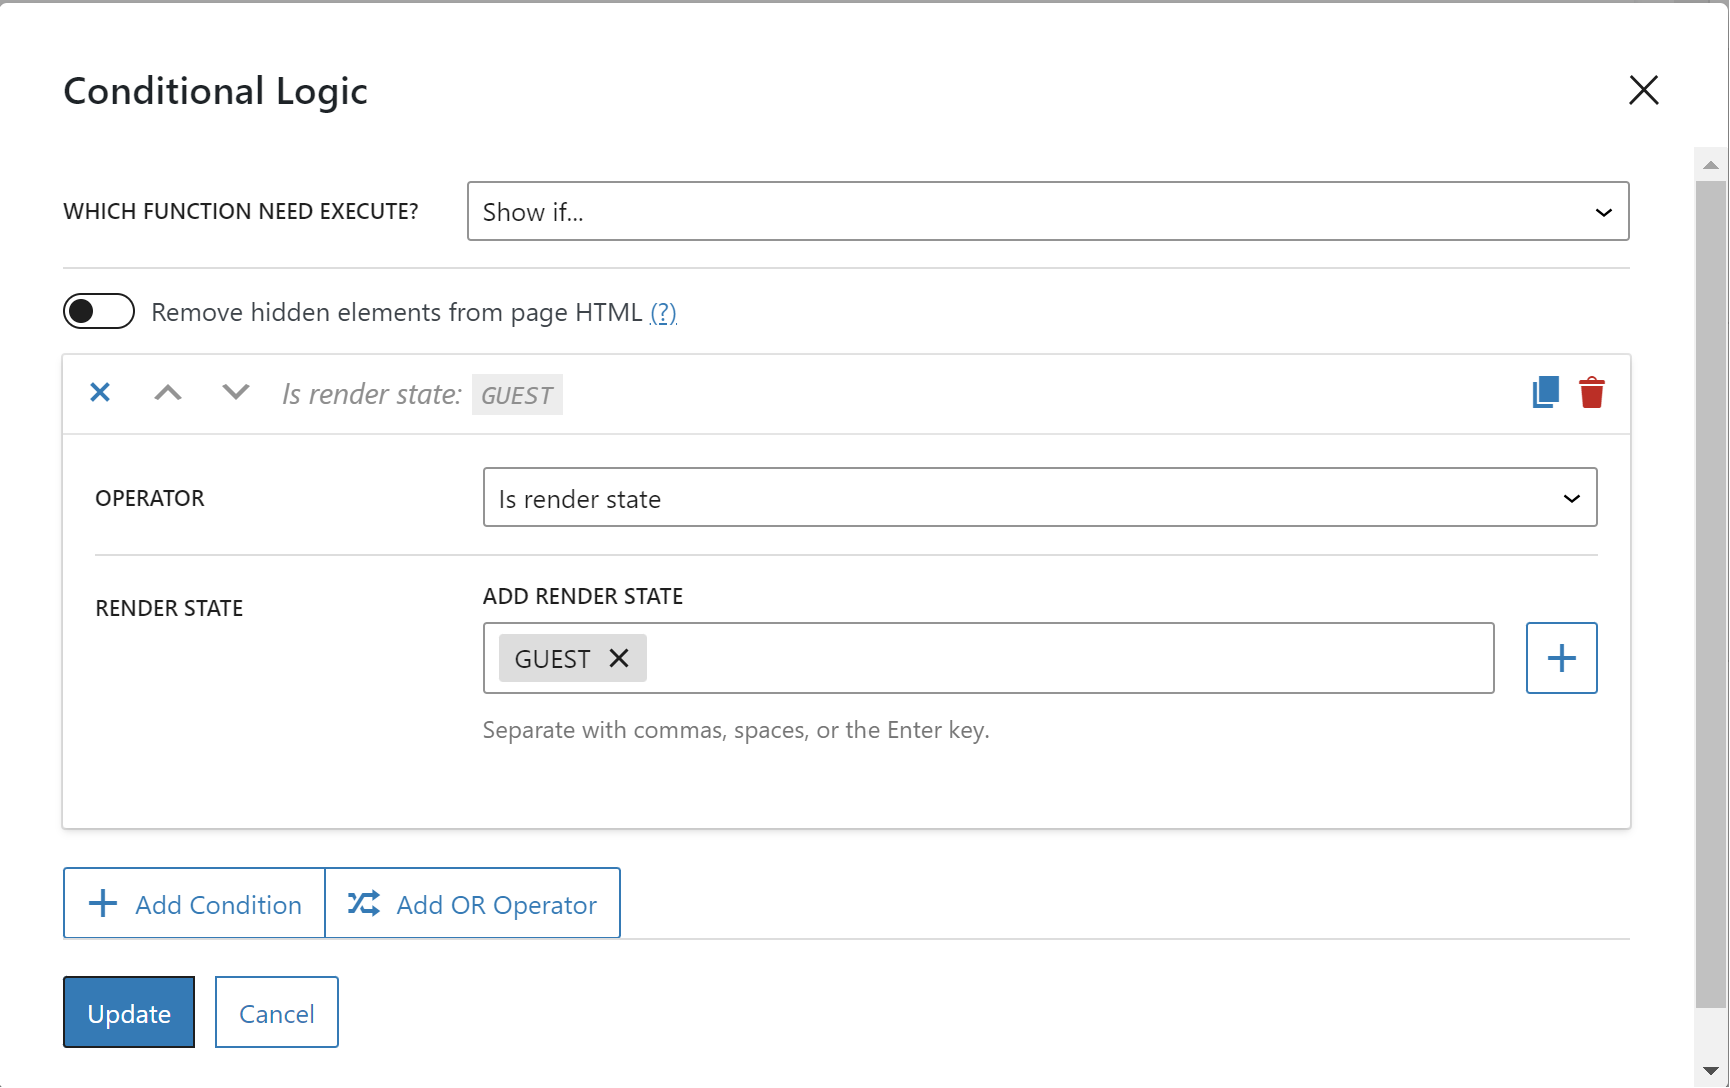 Conditional Logic
WHICH FUNCTION NEED EXECUTE?
Show if...
Remove hidden elements from page HTML (?)
Is render state: GUEST
OPERATOR
Is render state
RENDER STATE
ADD RENDER STATE
GUEST
Separate with commas, spaces, or the Enter key.
Add Condition
Add OR Operator
Update
Cancel